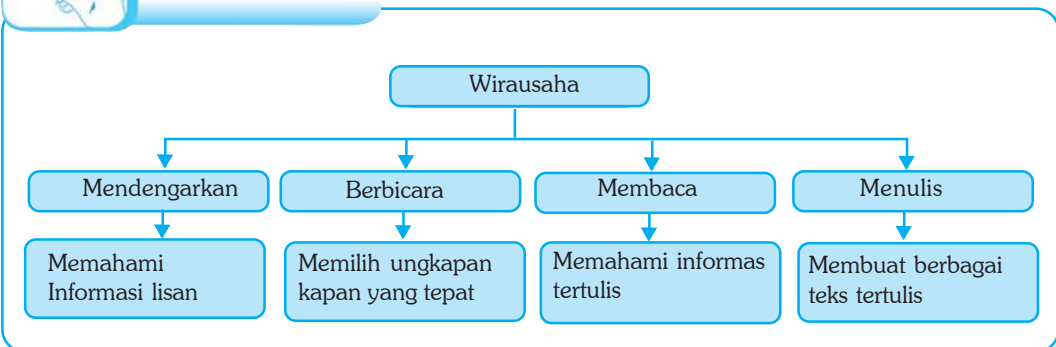 Wirausaha
Mendengarkan
Berbicara
Membaca
Menulis
Memahami
Informasi lisan
Memilih ungkapan
kapan yang tepat
Memahami informas
tertulis
Membuat berbagai
teks tertulis